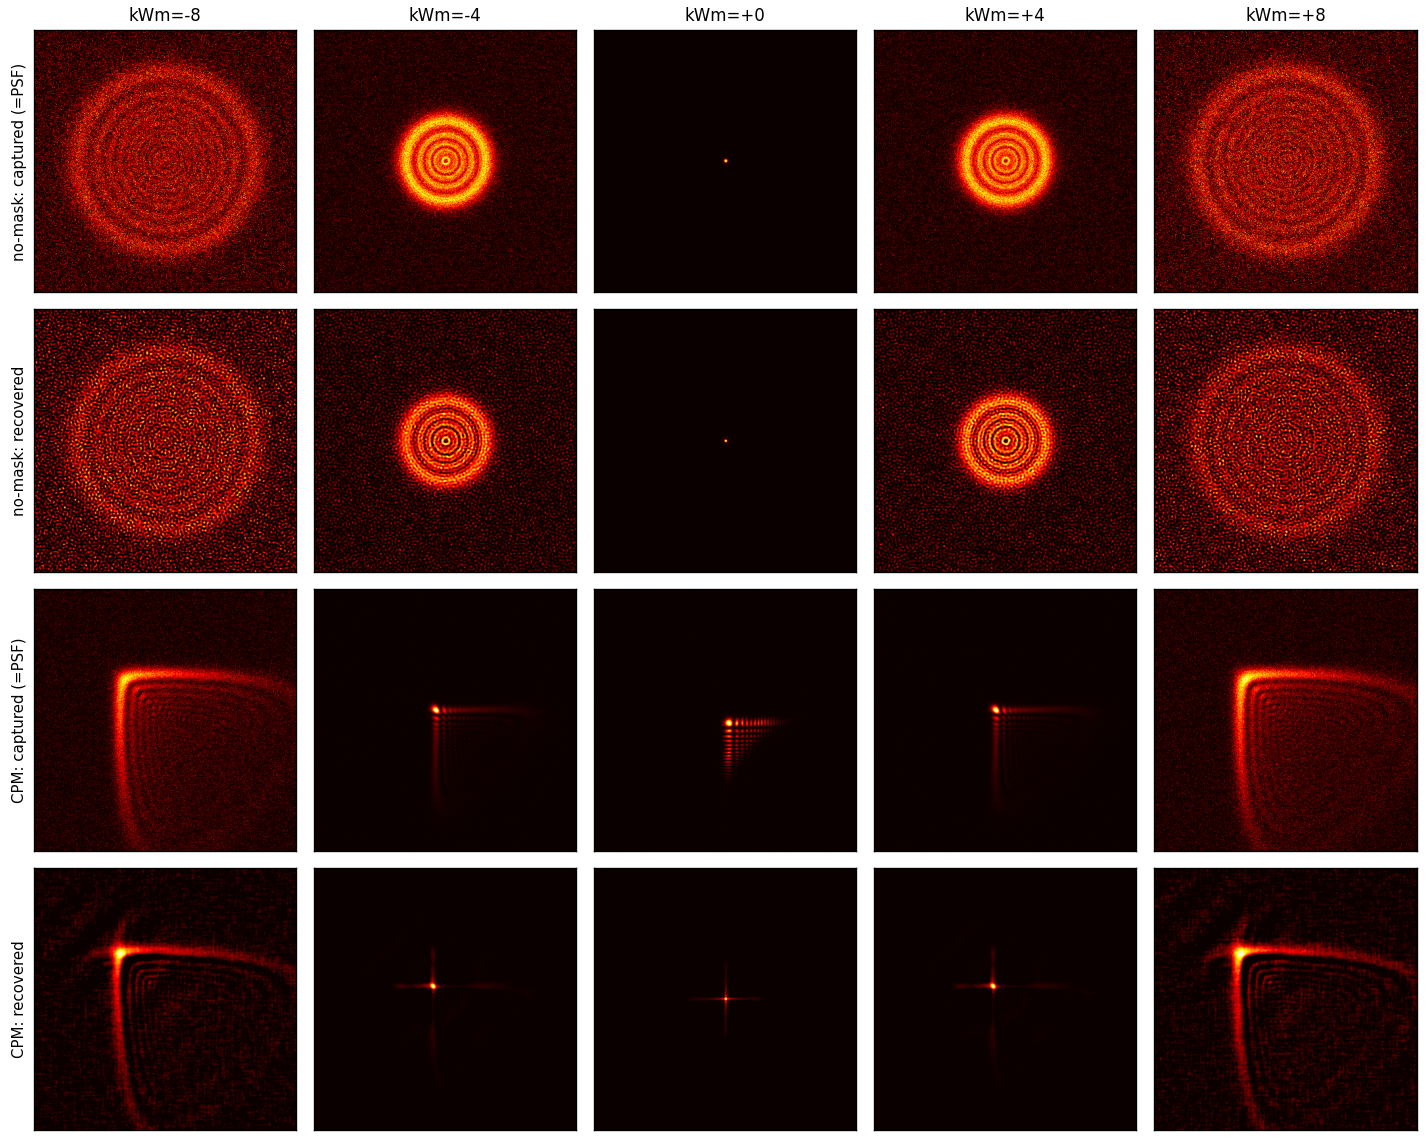 kWm=-8 kWm=-4 kWm=+0 kWm=+4 kWm=+8
no-mask: captured (=PSF)
no-mask: recovered
CPM: captured (=PSF)
CPM: recovered